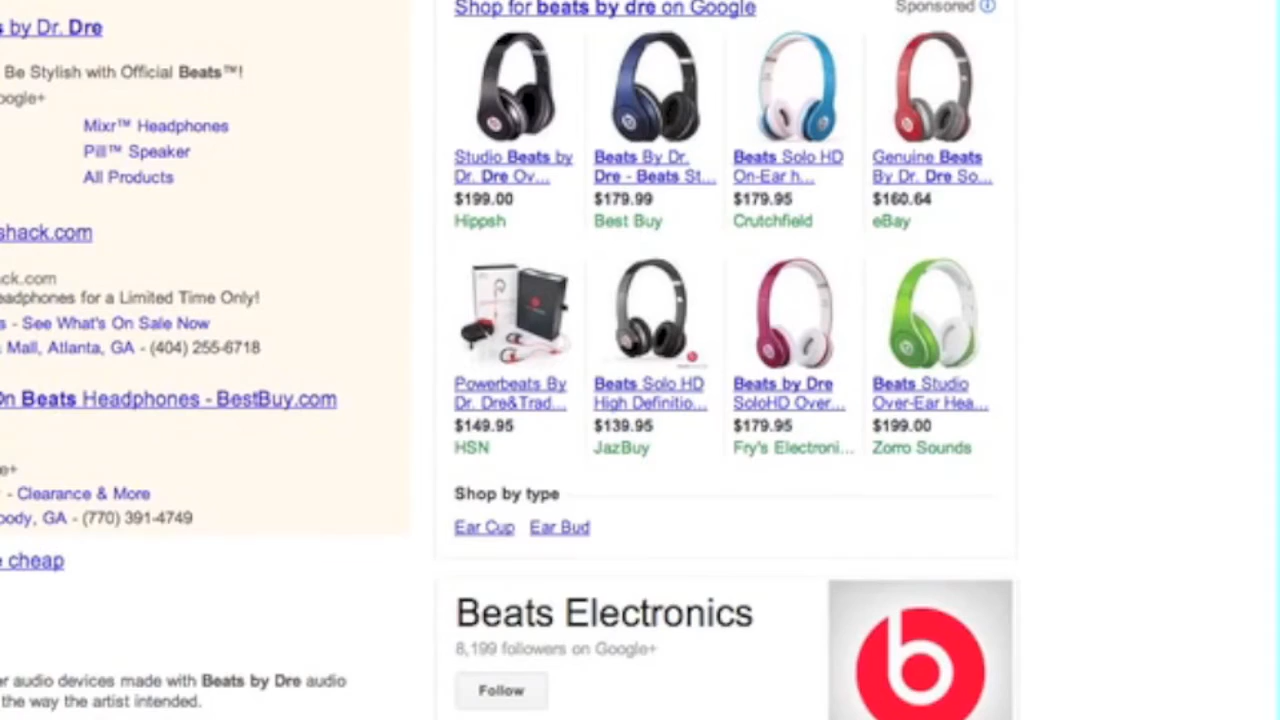 s by Dr. Dre
Be Stylish with Official Beats™!
oogle+
Mixr™ Headphones
Pill™ Speaker
All Products
shack.com
ck.com
eadphones for a Limited Time Only!
s - See What's On Sale Now
Mall, Atlanta, GA - (404) 255-6718
On Beats Headphones - BestBuy.com
e+
- Clearance & More
oody, GA - (770) 391-4749
e cheap
er audio devices made with Beats by Dre audio
the way the artist intended.
Shop for beats by dre on Google
Sponsored
Studio Beats by
Dr. Dre Ov...
$199.00
Hippsh
Beats By Dr.
Dre - Beats St...
$179.99
Best Buy
Beats Solo HD
On-Ear h...
$179.95
Crutchfield
Genuine Beats
By Dr. Dre So...
$160.64
eBay
Powerbeats By
Dr. Dre&Trad...
$149.95
HSN
Beats Solo HD
High Definitio...
$139.95
JazBuy
Beats by Dre
SoloHD Over...
$179.95
Fry's Electroni...
Beats Studio
Over-Ear Hea...
$199.00
Zorro Sounds
Shop by type
Ear Cup Ear Bud
Beats Electronics
8,199 followers on Google+
Follow
b